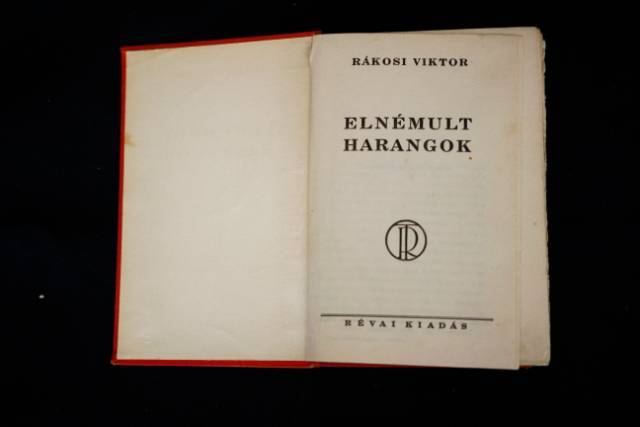 RÁKOSI VIKTOR
ELNÉMULT
HARANGOK
RÉVAI KIADÁS